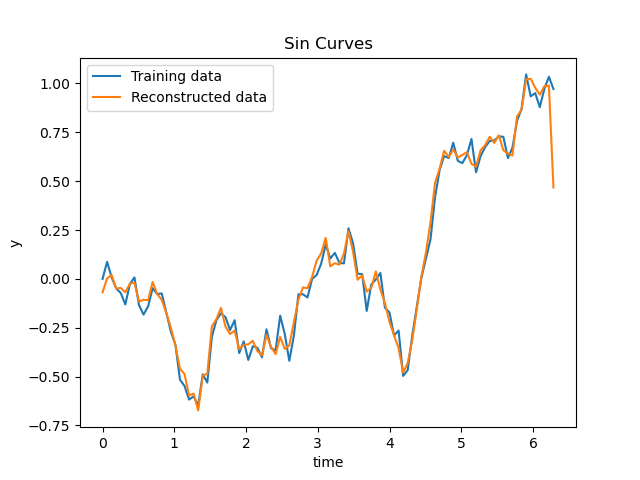 Sin Curves
Training data
Reconstructed data
1.00
0.75
0.50
0.25
0.00
−0.25
−0.50
−0.75
y
0 1 2 3 4 5 6
time